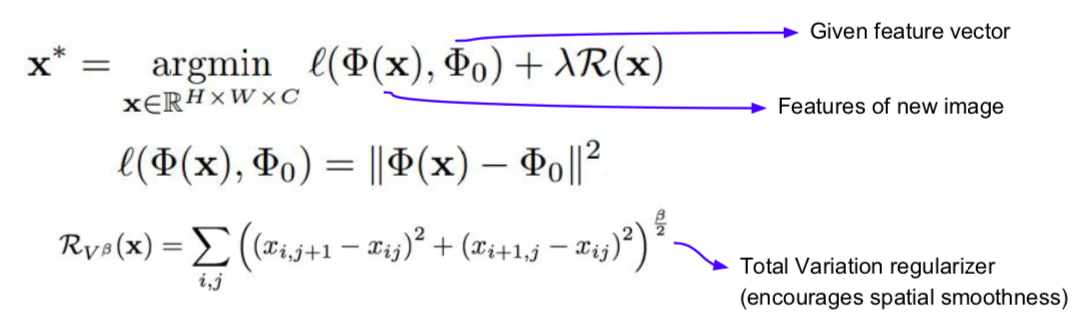 Given feature vector
x* = argmin ℓ(Φ(x), Φ₀) + λℛ(x)
x∈ℝ^{H×W×C}
Features of new image
ℓ(Φ(x), Φ₀) = ‖Φ(x) − Φ₀‖²
ℛ_{V^β}(x) = ∑_{i,j} ((x_{i,j+1} − x_{ij})² + (x_{i+1,j} − x_{ij})²)^{β/2}
Total Variation regularizer
(encourages spatial smoothness)